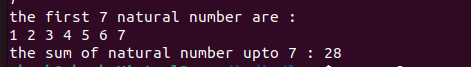 7
the first 7 natural number are :
1 2 3 4 5 6 7
the sum of natural number upto 7 : 28